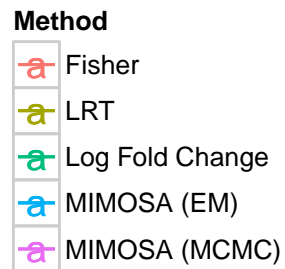 Method
a Fisher
a LRT
a Log Fold Change
a MIMOSA (EM)
a MIMOSA (MCMC)